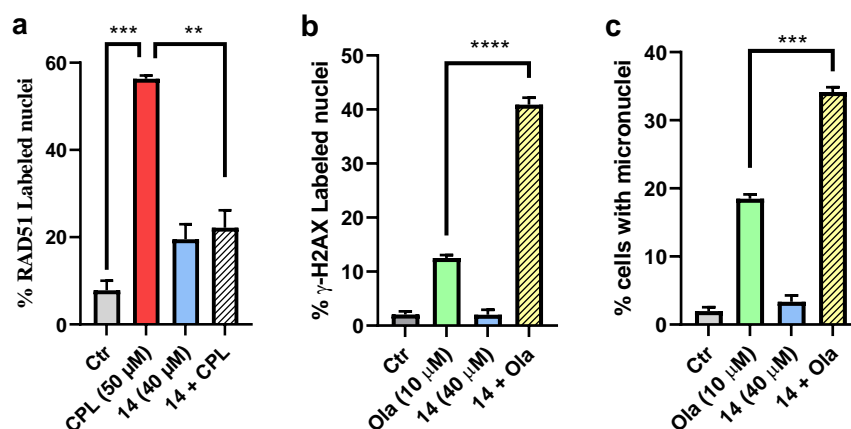 a
% RAD51 Labeled nuclei
60
40
20
0
*** **
Ctr
CPL (50 µM)
14 (40 µM)
14 + CPL
b
% γ-H2AX Labeled nuclei
50
40
30
20
10
0
****
Ctr
Ola (10 µM)
14 (40 µM)
14 + Ola
c
% cells with micronuclei
40
30
20
10
0
***
Ctr
Ola (10 µM)
14 (40 µM)
14 + Ola